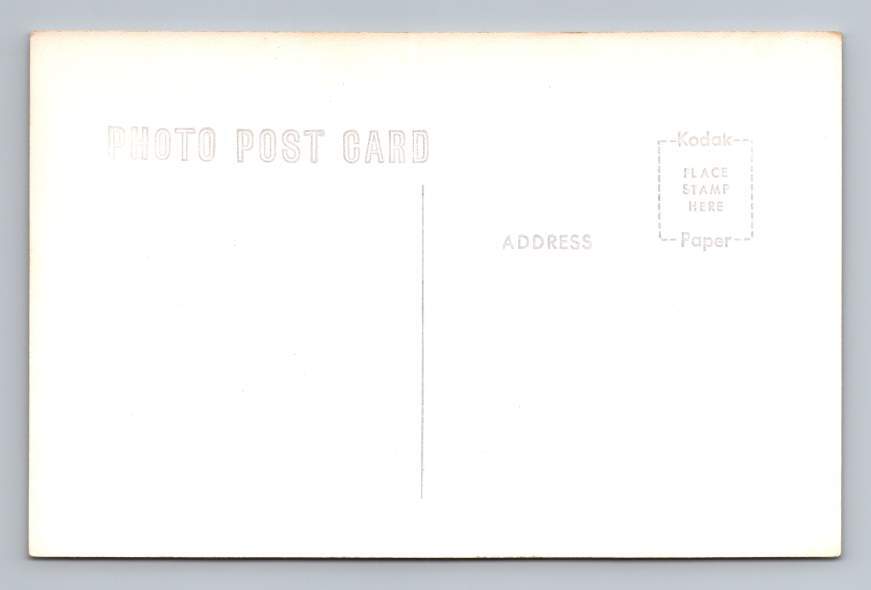 PHOTO POST CARD
Kodak
PLACE
STAMP
HERE
Paper
ADDRESS